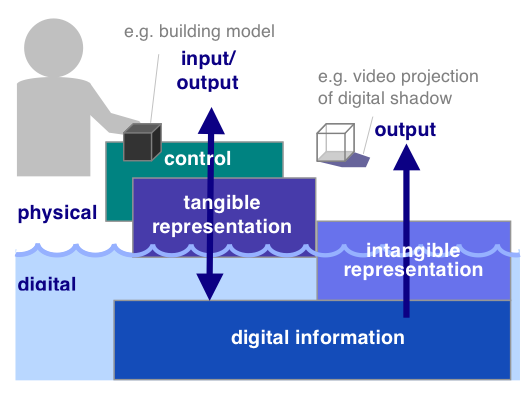 e.g. building model
input/
output
e.g. video projection
of digital shadow
output
control
tangible
representation
physical
intangible
representation
digital
digital information